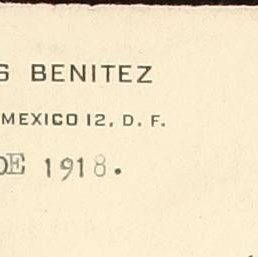 S BENITEZ
MEXICO 12, D. F.
DE 1918.